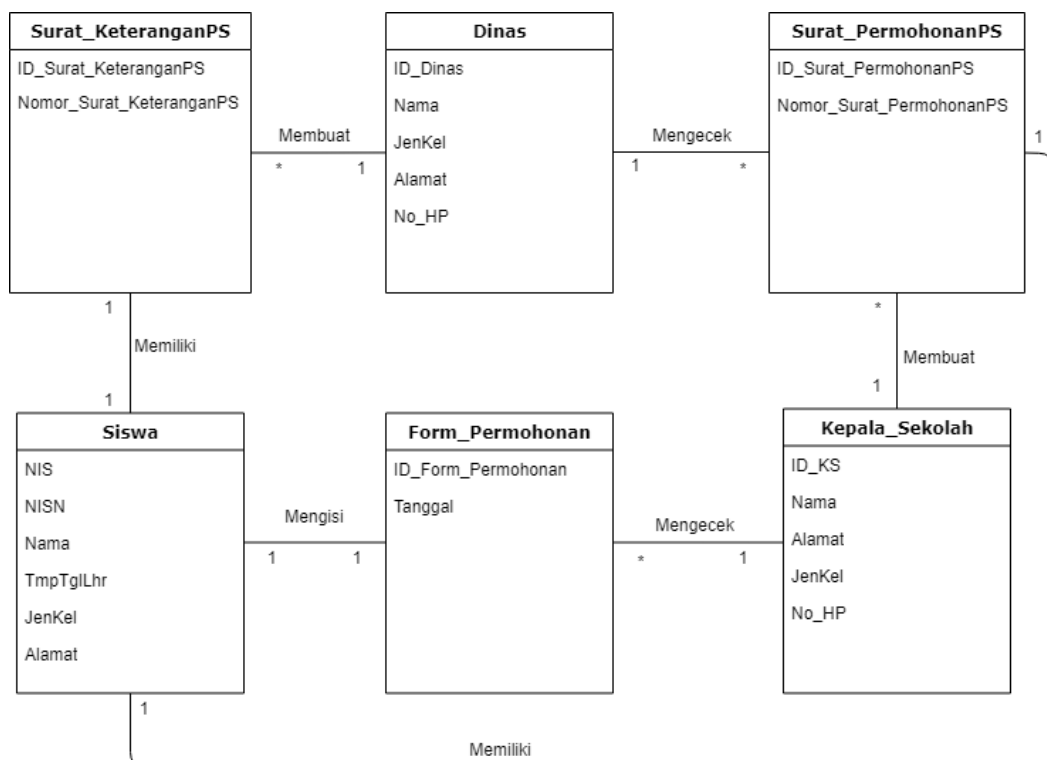 Surat_KeteranganPS
ID_Surat_KeteranganPS
Nomor_Surat_KeteranganPS
Membuat
*
1
Dinas
ID_Dinas
Nama
JenKel
Alamat
No_HP
Mengecek
1
*
Surat_PermohonanPS
ID_Surat_PermohonanPS
Nomor_Surat_PermohonanPS
1
1
Memiliki
1
*
Membuat
1
Siswa
NIS
NISN
Nama
TmpTglLhr
JenKel
Alamat
Mengisi
1
1
Form_Permohonan
ID_Form_Permohonan
Tanggal
Mengecek
*
1
Kepala_Sekolah
ID_KS
Nama
Alamat
JenKel
No_HP
1
Memiliki